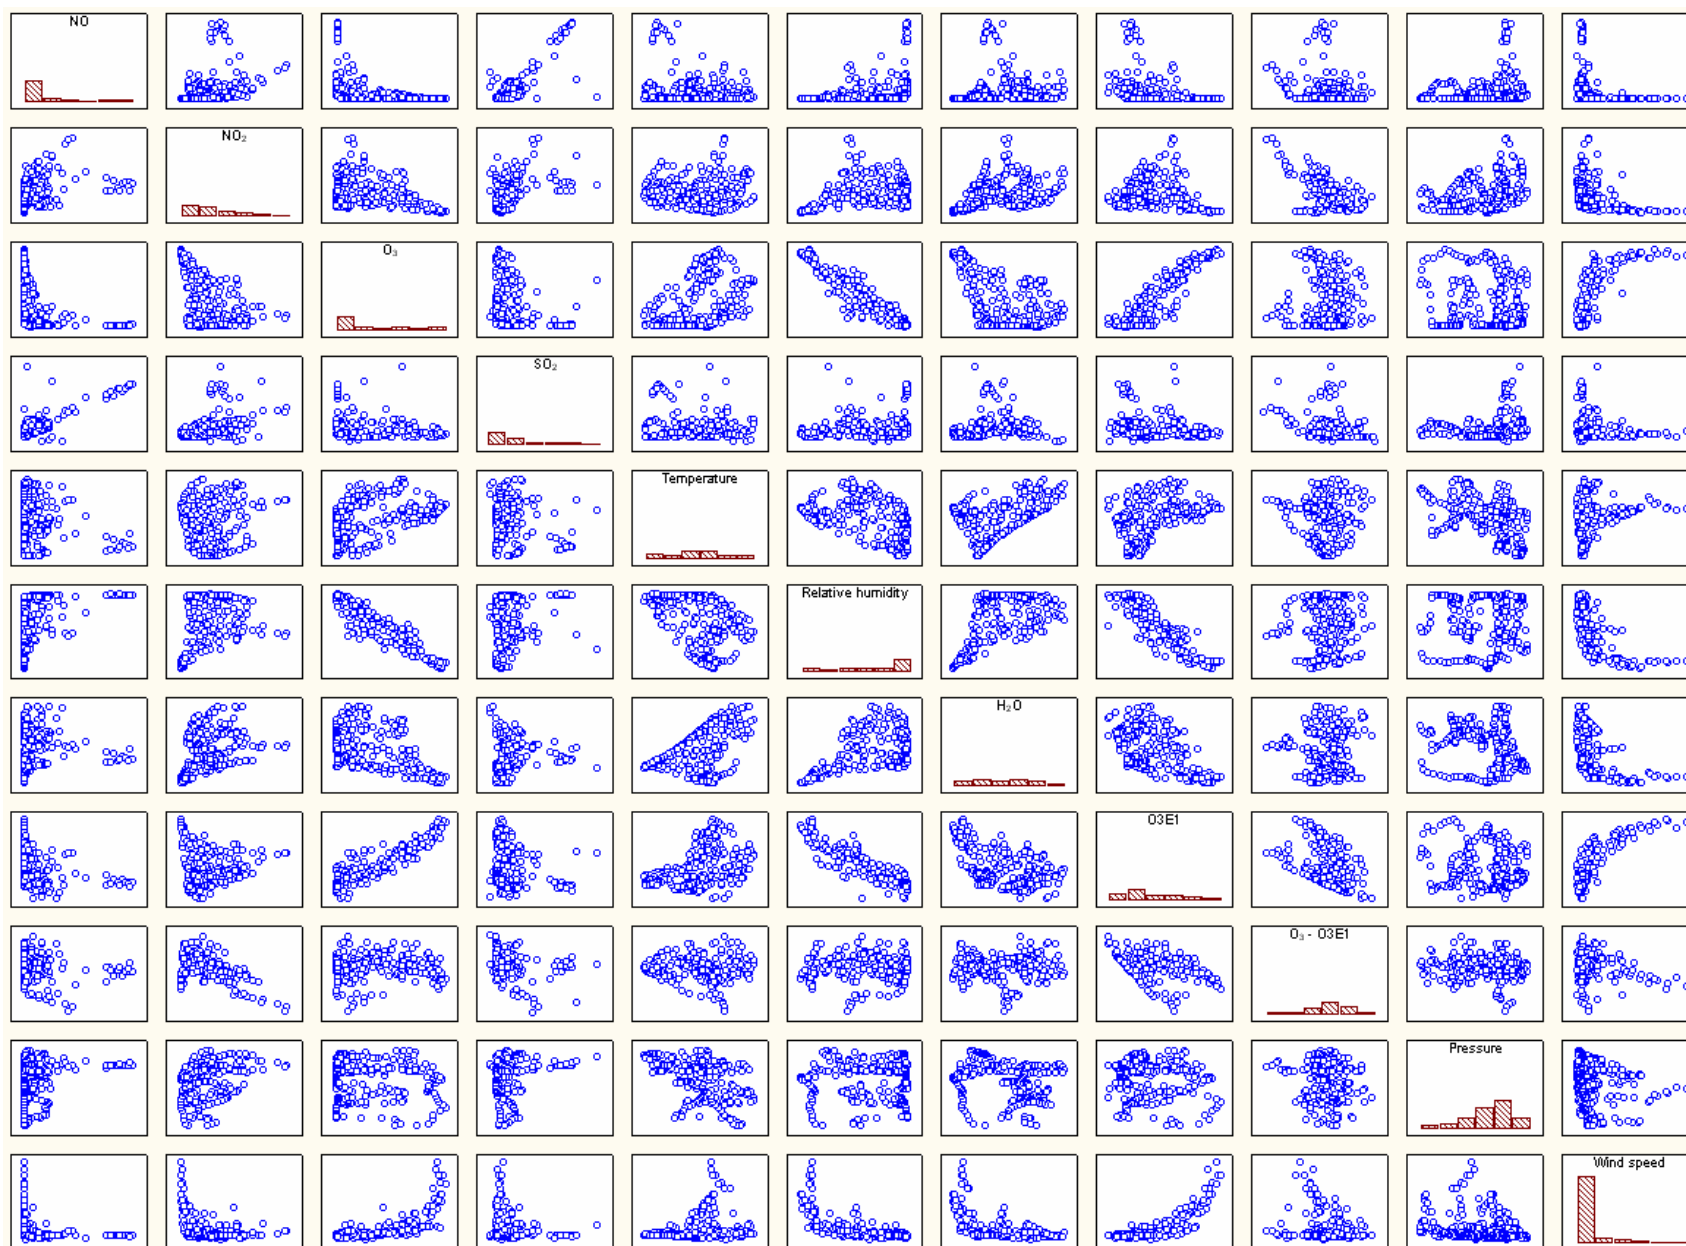 NO
NO₂
O₃
SO₂
Temperature
Relative humidity
H₂O
O3E1
O₃ - O3E1
Pressure
Wind speed